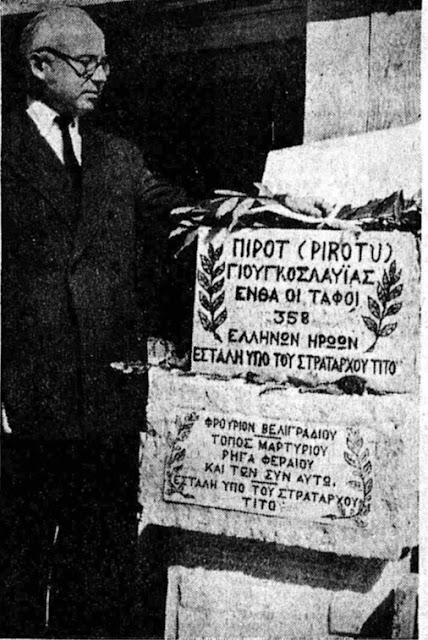 ΠΙΡΟΤ (PIROTU)
ΓΙΟΥΓΚΟΣΛΑΥΪΑΣ
ΕΝΘΑ ΟΙ ΤΑΦΟΙ
358
ΕΛΛΗΝΩΝ ΗΡΩΩΝ
ΕΣΤΑΛΗ ΥΠΟ ΤΟΥ ΣΤΡΑΤΑΡΧΟΥ ΤΙΤΟ
ΦΡΟΥΡΙΟΝ ΒΕΛΙΓΡΑΔΙΟΥ
ΤΟΠΟΣ ΜΑΡΤΥΡΙΟΥ
ΡΗΓΑ ΦΕΡΑΙΟΥ
ΚΑΙ ΤΩΝ ΣΥΝ ΑΥΤΩ.
ΕΣΤΑΛΗ ΥΠΟ ΤΟΥ ΣΤΡΑΤΑΡΧΟΥ
ΤΙΤΟ